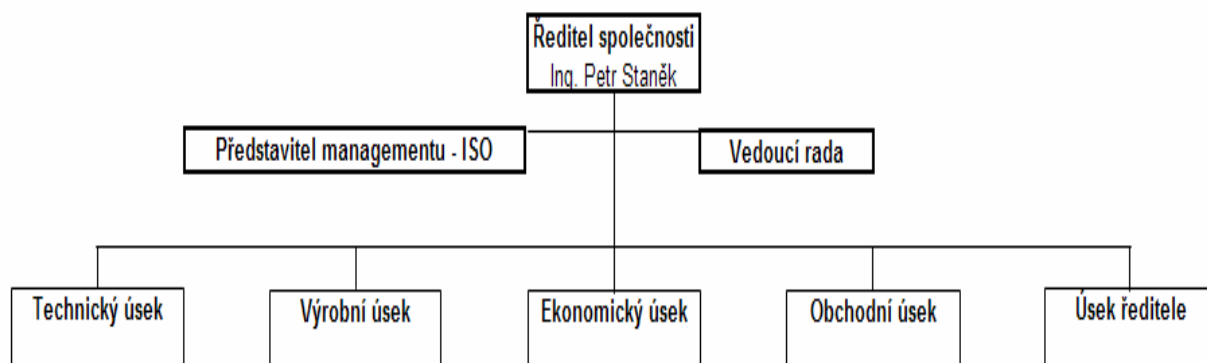 Ředitel společnosti
Ing. Petr Staněk
Představitel managementu - ISO
Vedoucí rada
Technický úsek
Výrobní úsek
Ekonomický úsek
Obchodní úsek
Úsek ředitele